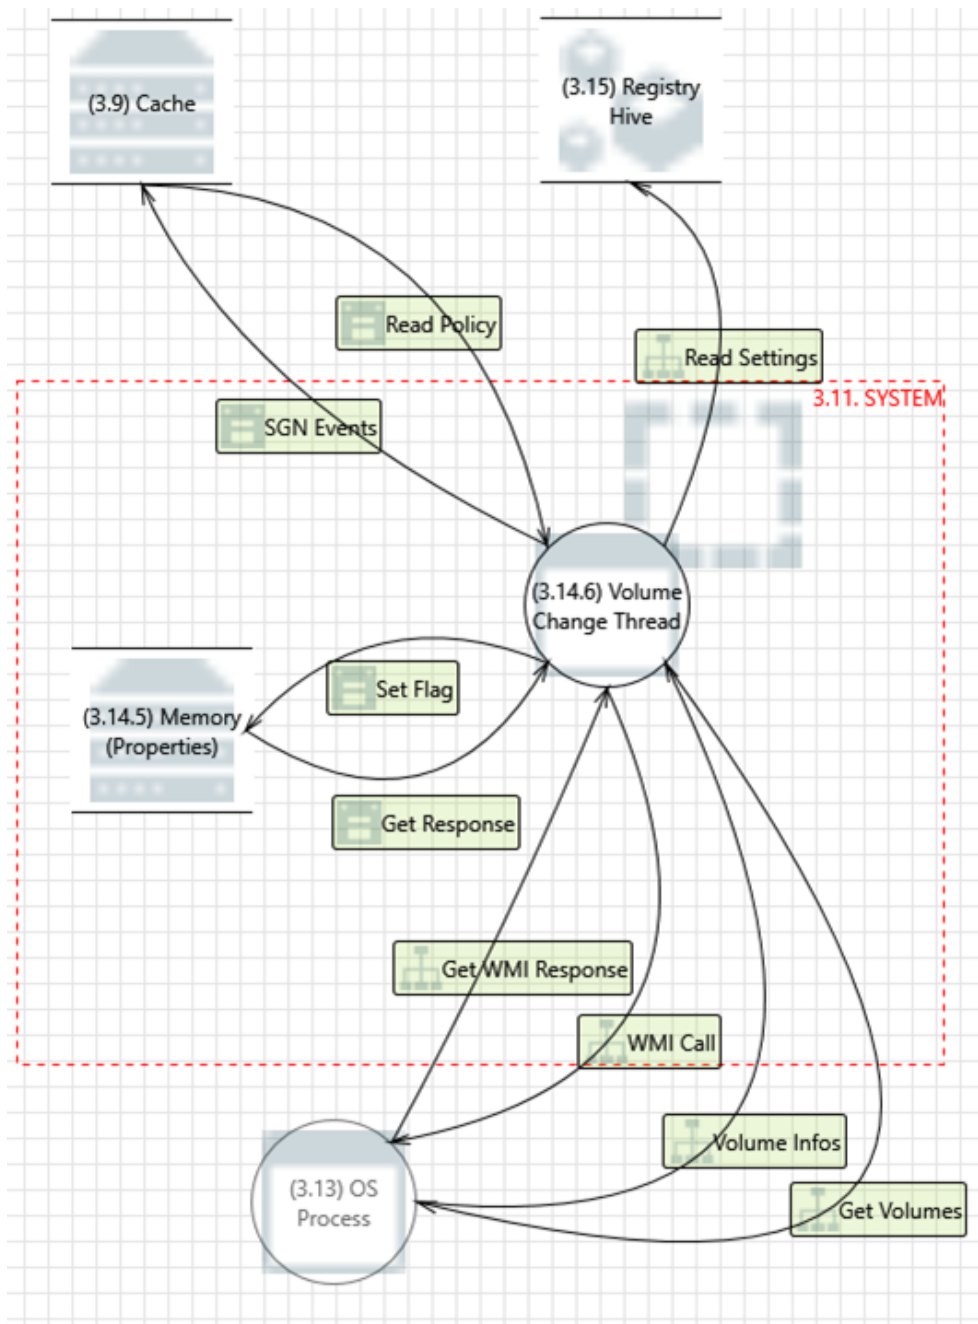 (3.9) Cache
(3.15) Registry
Hive
Read Policy
Read Settings
3.11. SYSTEM
SGN Events
(3.14.6) Volume
Change Thread
Set Flag
(3.14.5) Memory
(Properties)
Get Response
Get WMI Response
WMI Call
Volume Infos
(3.13) OS
Process
Get Volumes